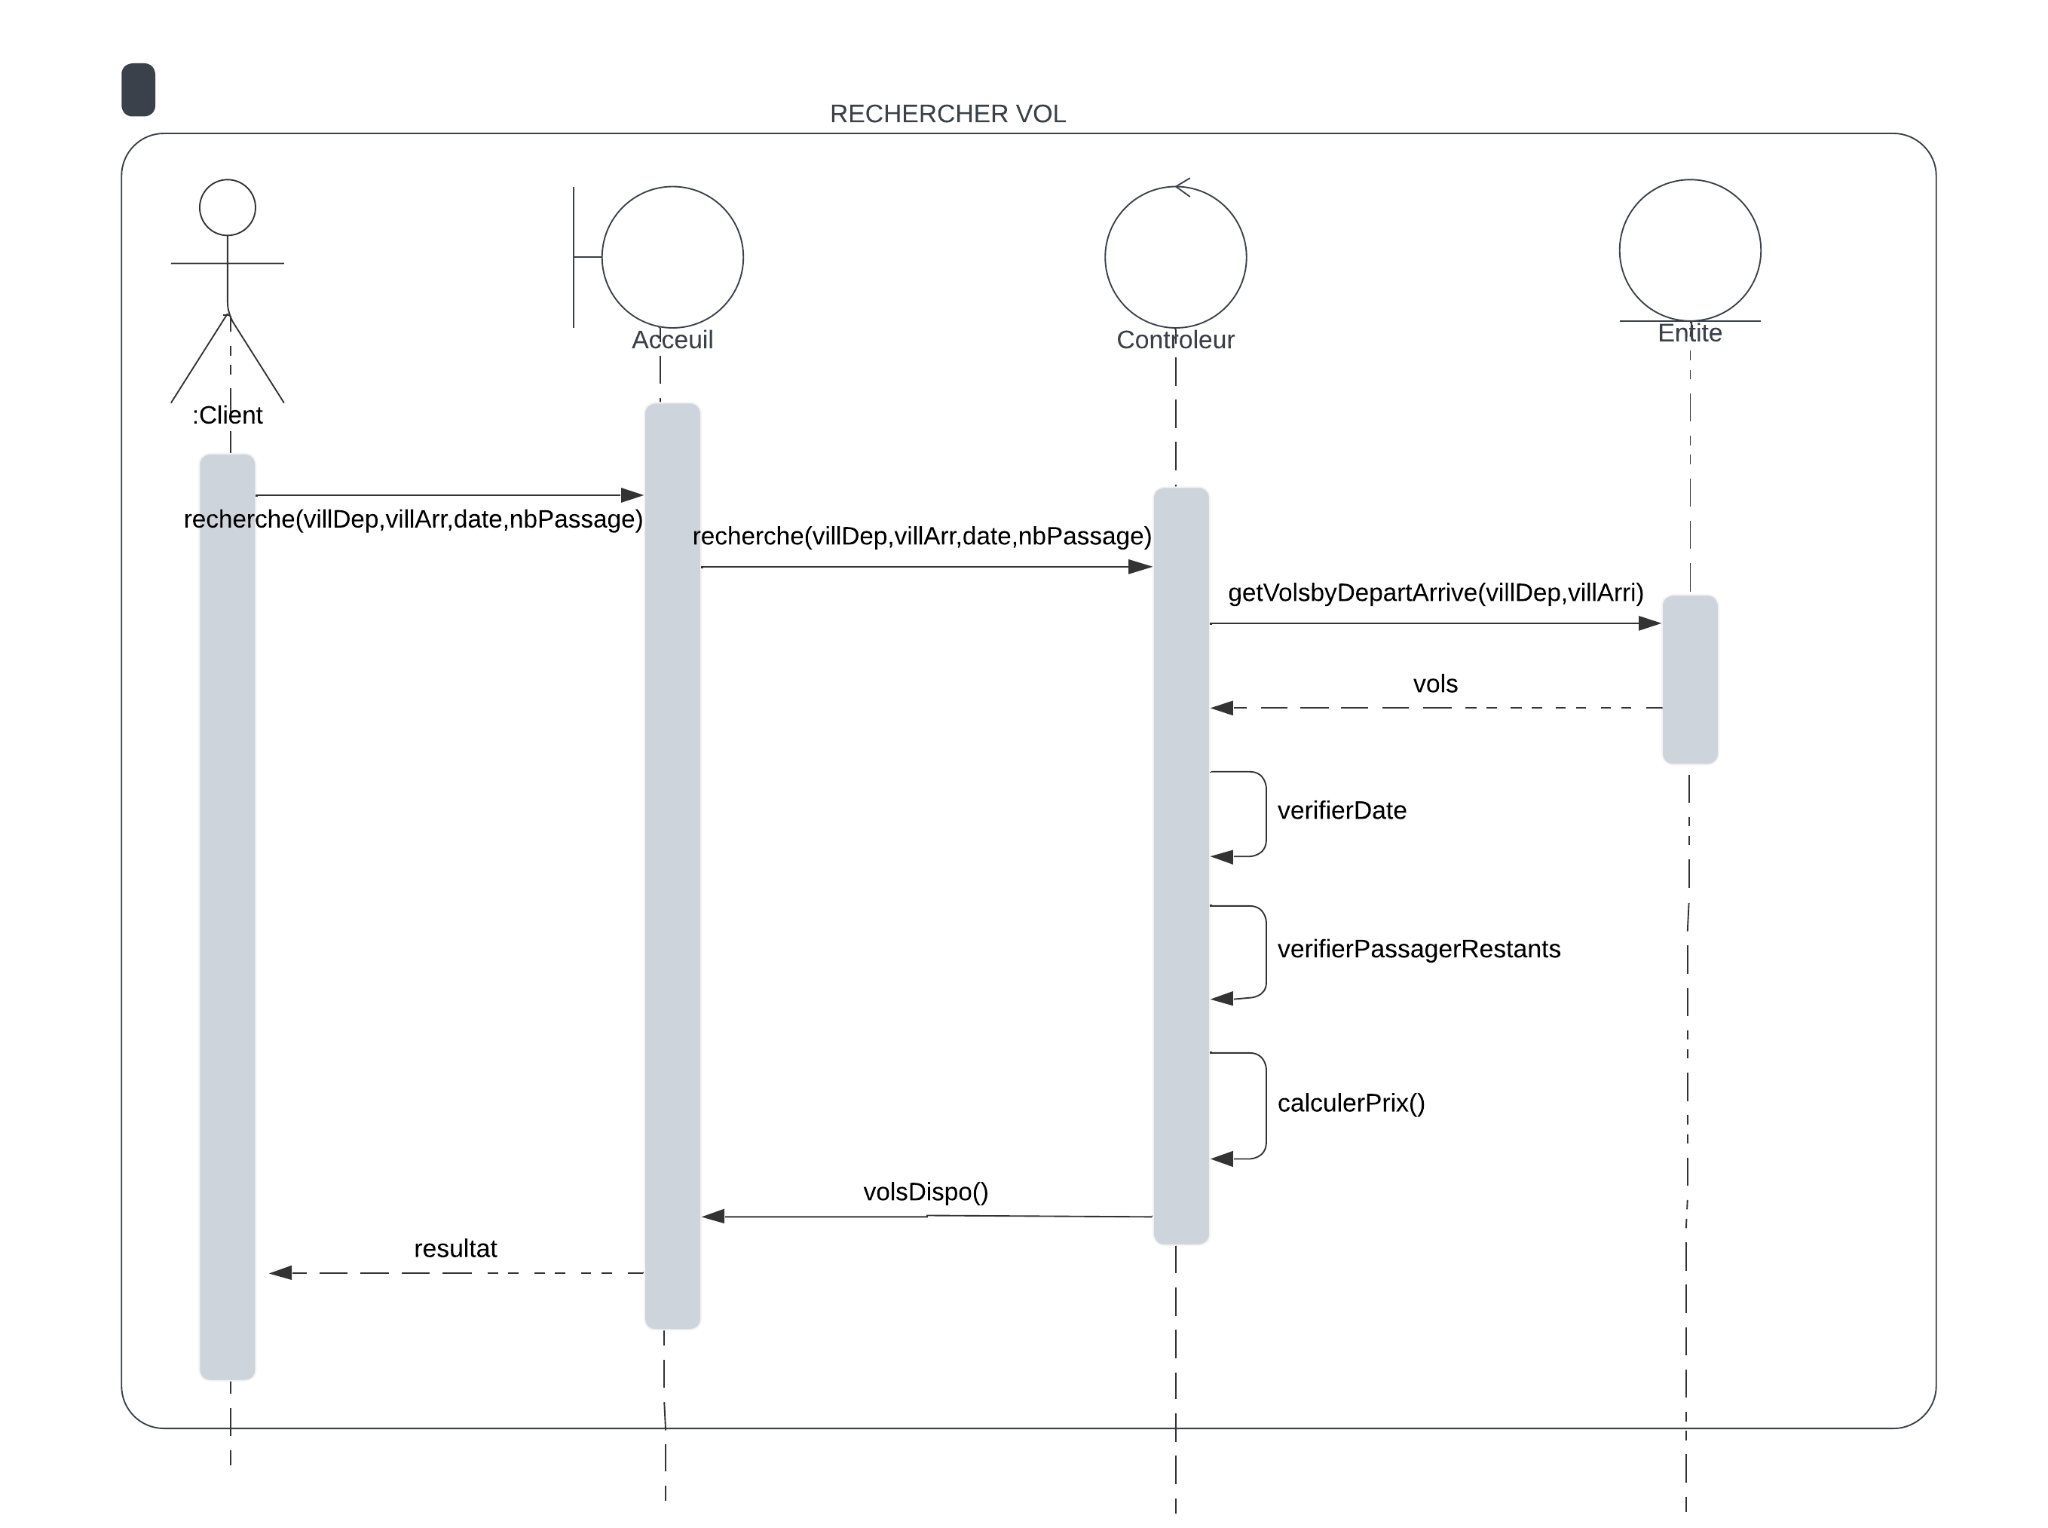 RECHERCHER VOL
Acceuil
Controleur
Entite
:Client
recherche(villDep,villArr,date,nbPassage)
recherche(villDep,villArr,date,nbPassage)
getVolsbyDepartArrive(villDep,villArri)
vols
verifierDate
verifierPassagerRestants
calculerPrix()
volsDispo()
resultat